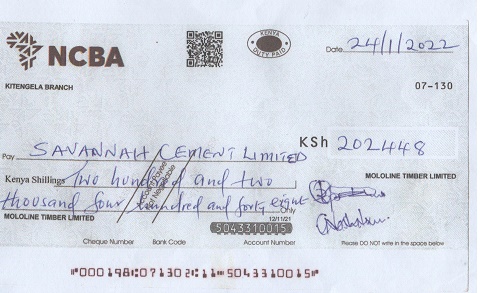 NCBA
KENYA
DUTY PAID
Date 24/1/2022
KITENGELA BRANCH
07-130
Pay SAVANNAH CEMENT LIMITED
KSh 202448
Kenya Shillings Two hundred and two
MOLOLINE TIMBER LIMITED
thousand four hundred and forty eight
Only
Account Payee
Not Negotiable
MOLOLINE TIMBER LIMITED
12/11/21
5043310015
Cheque Number Bank Code Account Number Please DO NOT write in the space below
"000198"071302"11"5043310015"